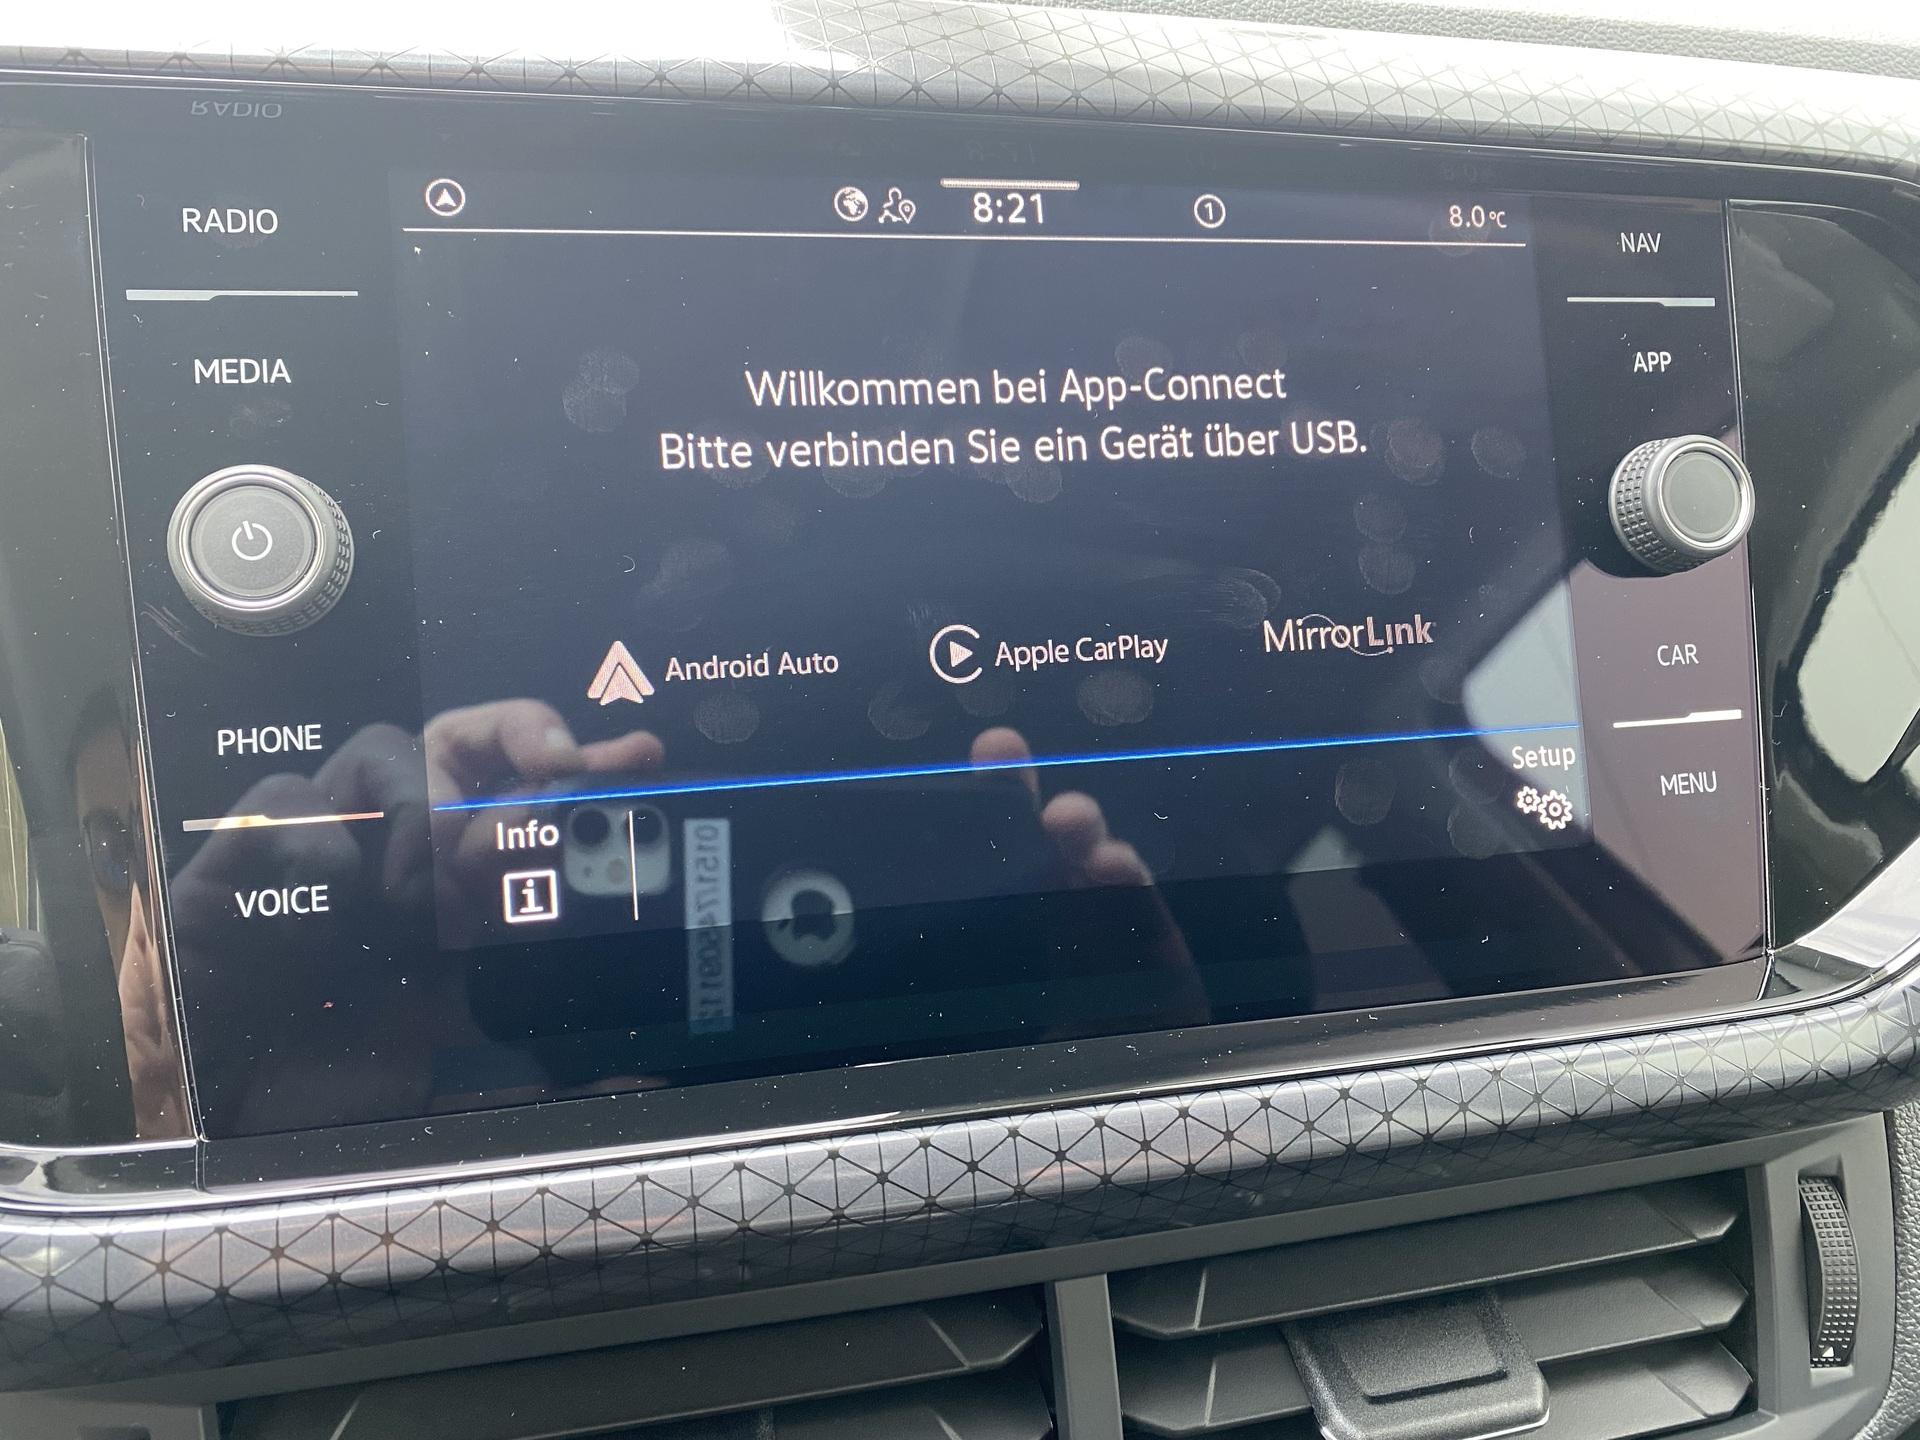 RADIO
MEDIA
PHONE
VOICE
8:21
1
8.0°C
Willkommen bei App-Connect
Bitte verbinden Sie ein Gerät über USB.
Android Auto
Apple CarPlay
MirrorLink
Info
i
Setup
NAV
APP
CAR
MENU